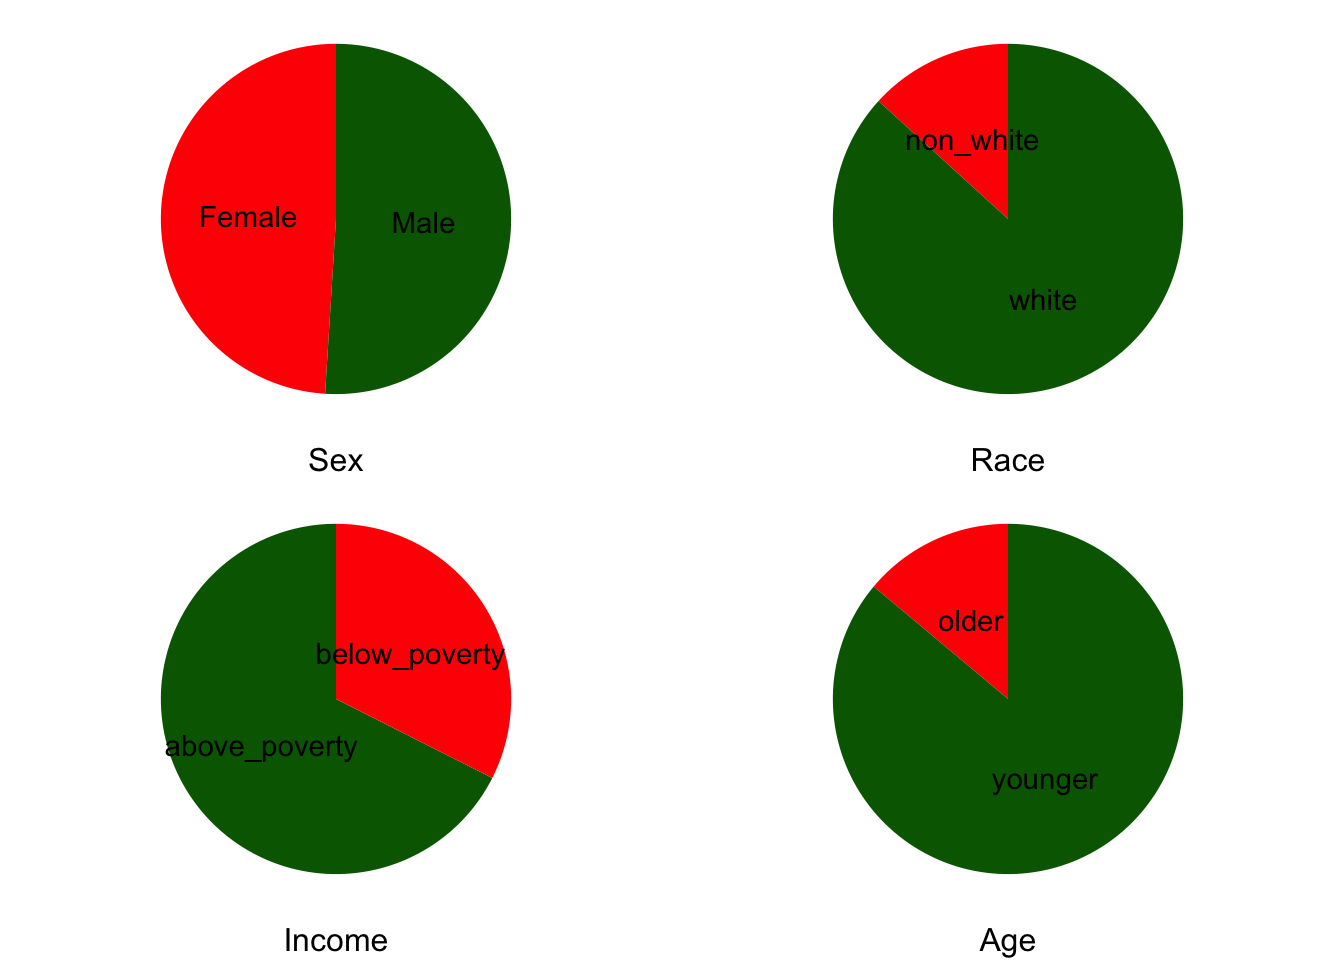 Female
Male
Sex
non_white
white
Race
below_poverty
above_poverty
Income
older
younger
Age